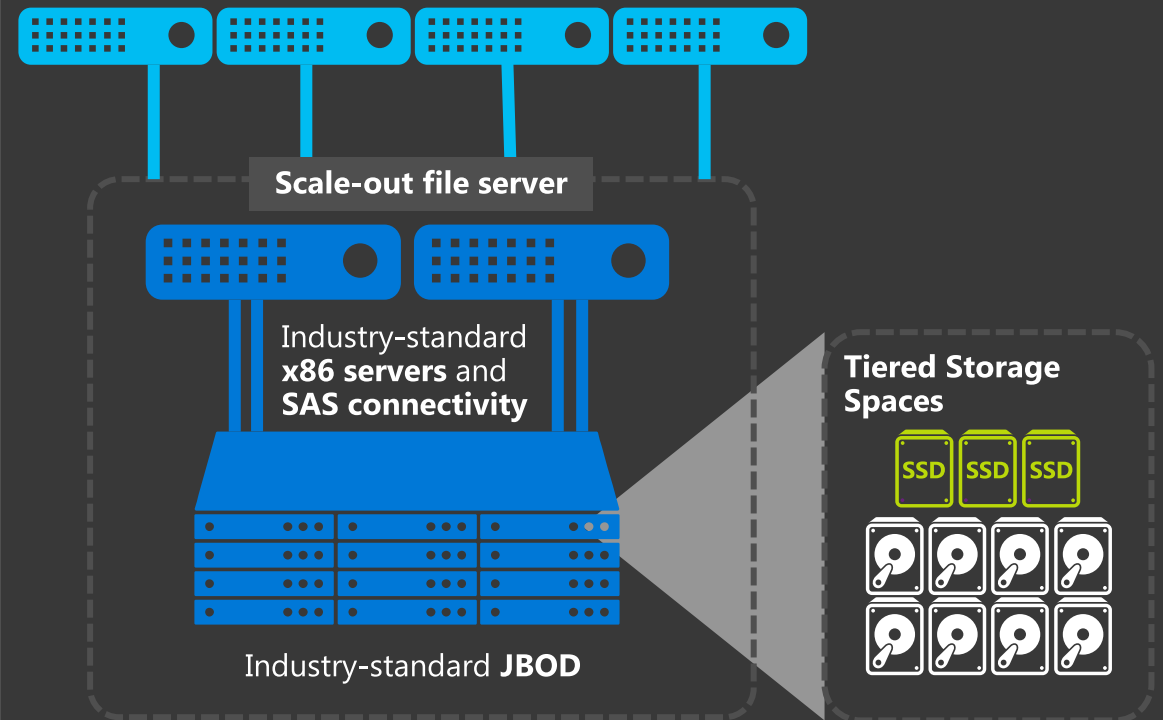 Scale-out file server
Industry-standard
x86 servers and
SAS connectivity
Tiered Storage
Spaces
SSD SSD SSD
Industry-standard JBOD